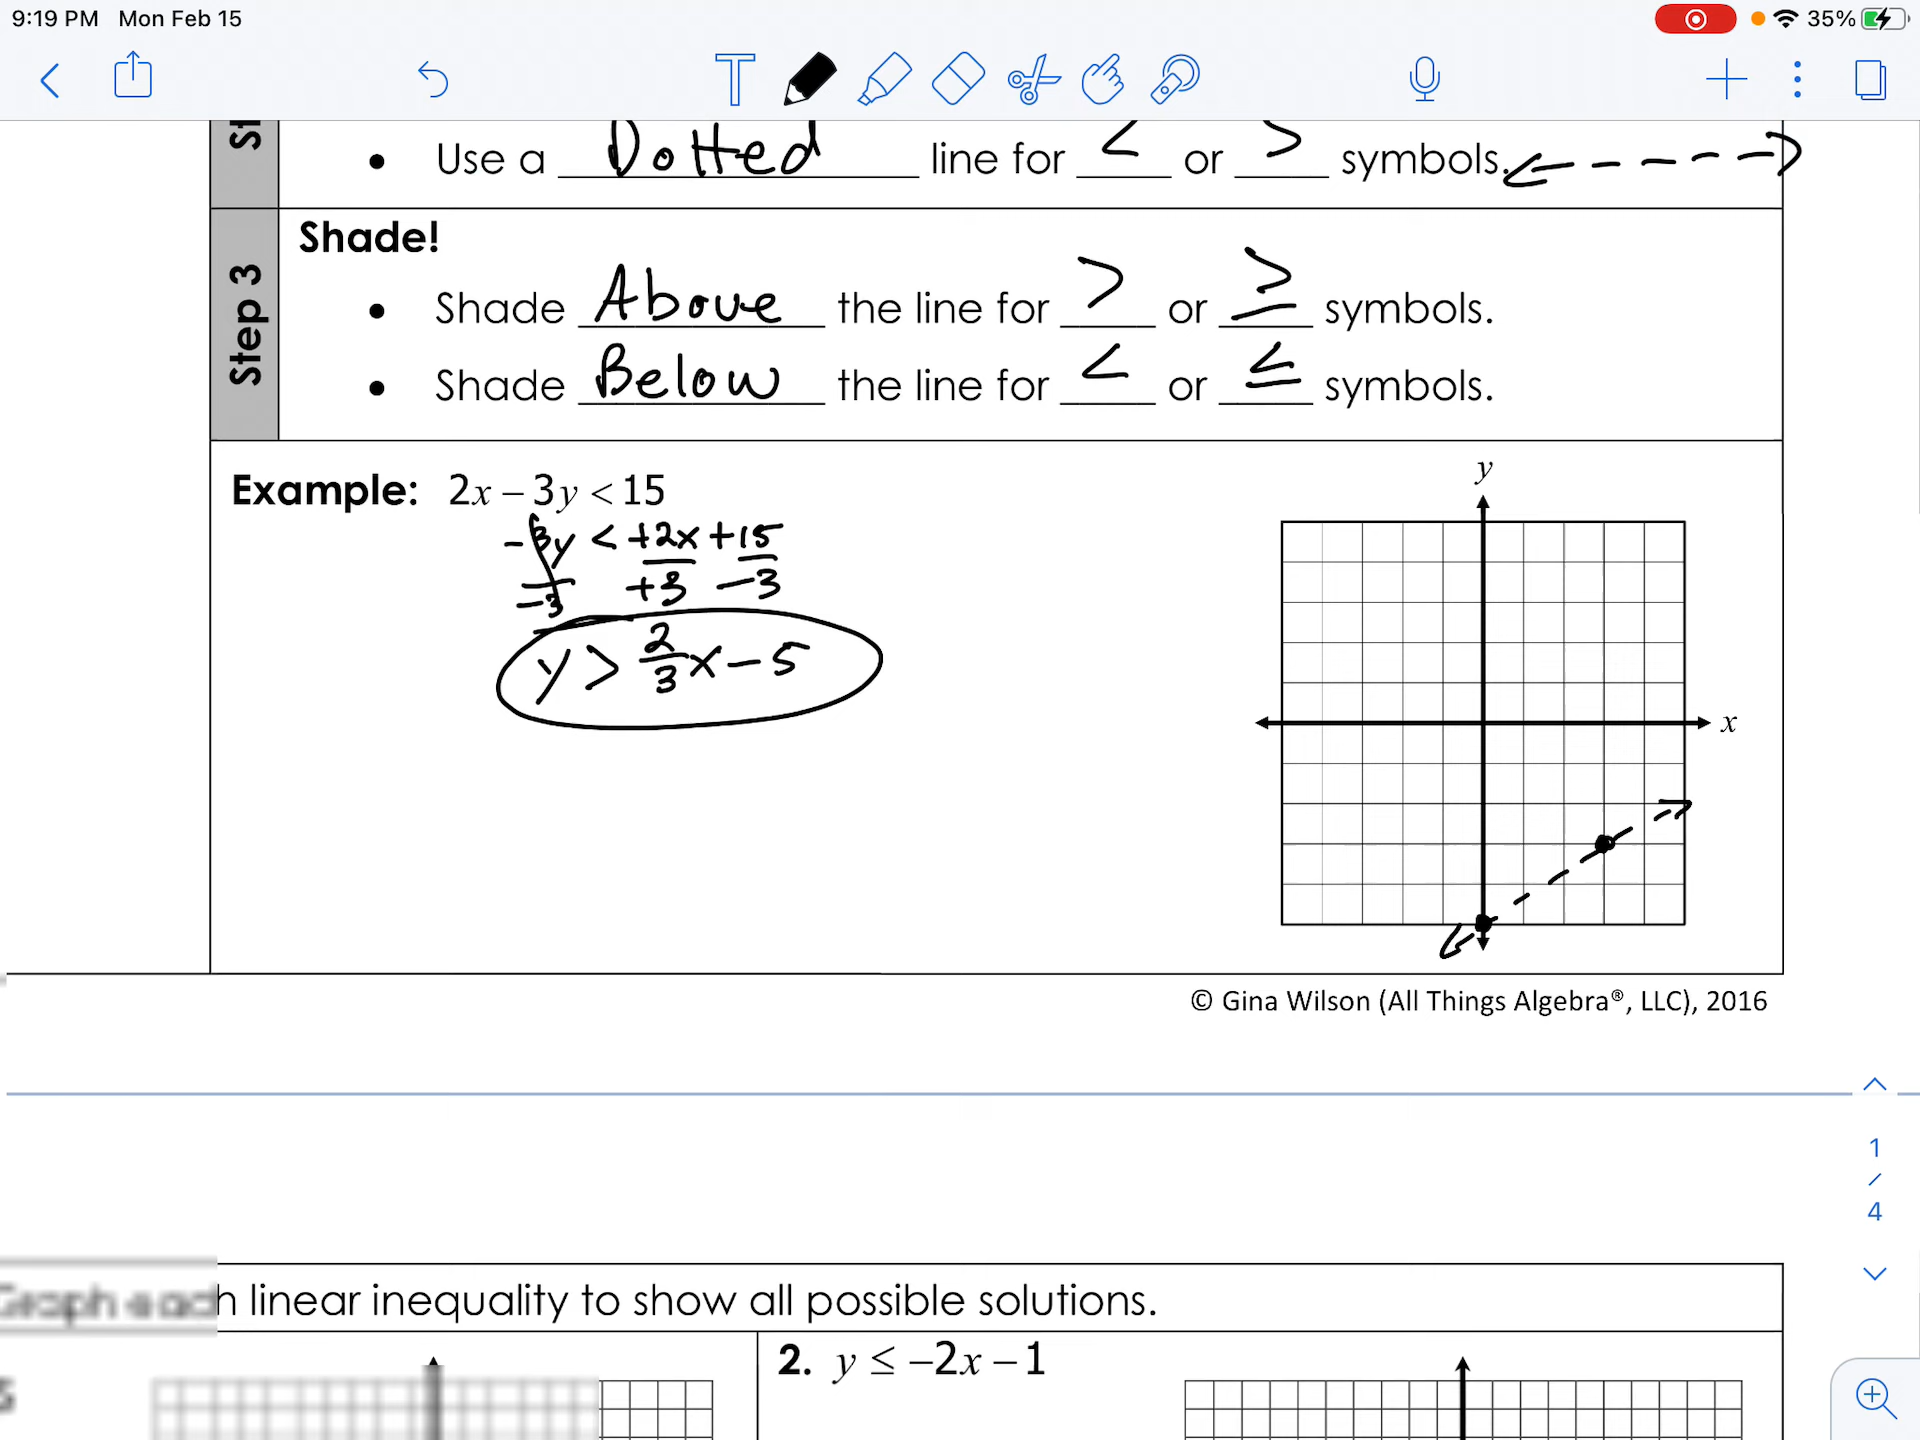 9:19 PM Mon Feb 15
35%
T
• Use a Dotted line for < or > symbols.
Step 3
Shade!
• Shade Above the line for > or ≥ symbols.
• Shade Below the line for < or ≤ symbols.
Example: 2x – 3y < 15
-3y < +2x +15
-3 +3 -3
y > 2/3 x - 5
y
x
© Gina Wilson (All Things Algebra®, LLC), 2016
1
/
4
Graph each linear inequality to show all possible solutions.
2. y ≤ –2x – 1